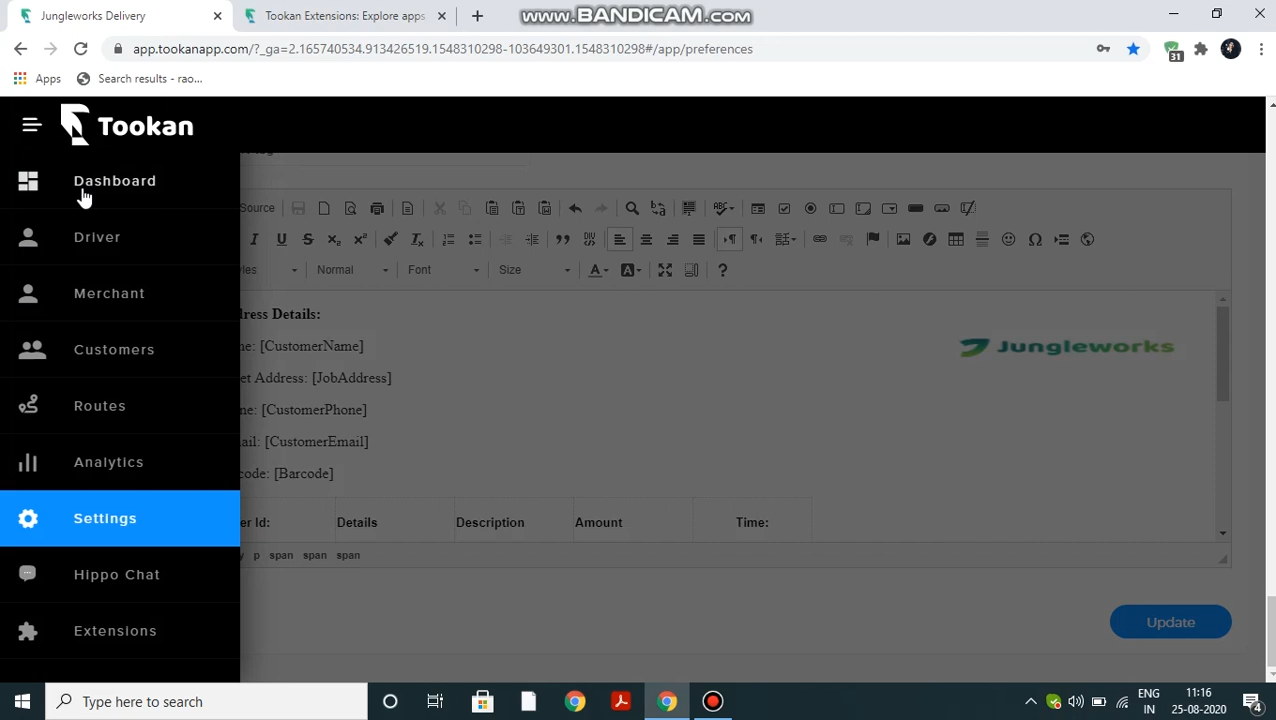 Jungleworks Delivery
Tookan Extensions: Explore apps
www.BANDICAM.com
app.tookanapp.com/?_ga=2.165740534.913426519.1548310298-103649301.1548310298#/app/preferences
31
Apps
Search results - rao...
Tookan
Dashboard
Driver
Merchant
Customers
Routes
Analytics
Settings
Hippo Chat
Extensions
Source
Normal
Font
Size
ress Details:
ne: [CustomerName]
et Address: [JobAddress]
ne: [CustomerPhone]
ail: [CustomerEmail]
code: [Barcode]
Jungleworks
er Id:
Details
Description
Amount
Time:
y p span span span
Update
Type here to search
ENG
IN
11:16
25-08-2020
4